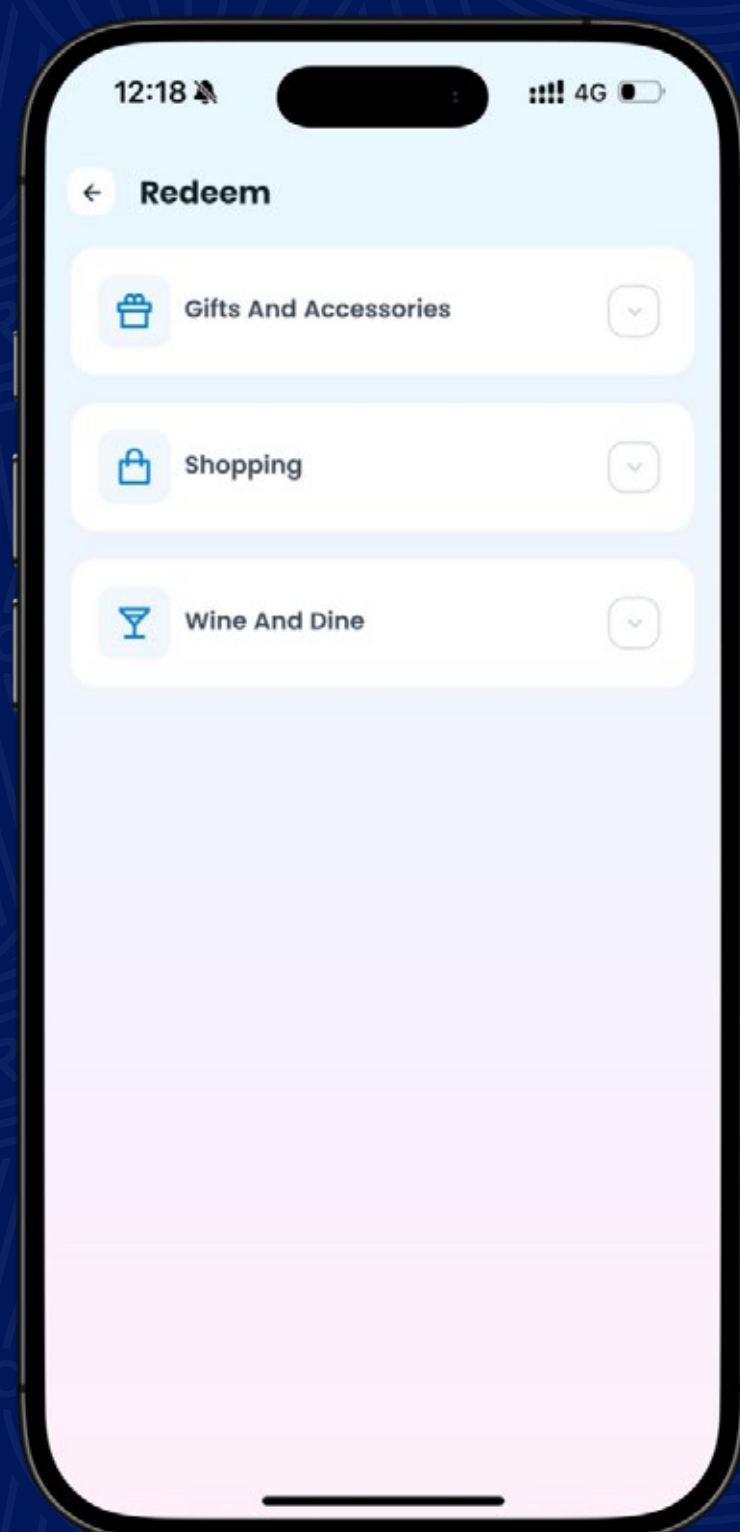 12:18
4G
Redeem
Gifts And Accessories
Shopping
Wine And Dine